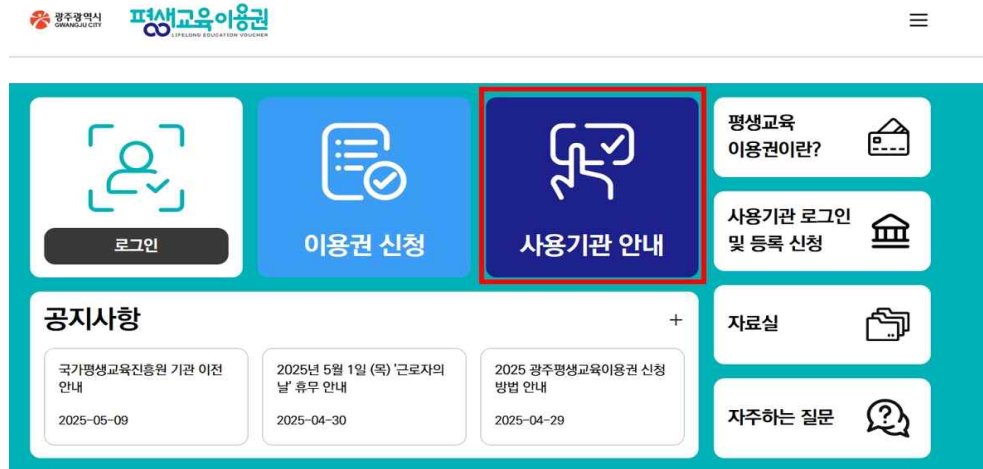 광주광역시
GWANGJU CITY
평생교육이용권
LIFELONG EDUCATION VOUCHER
로그인
이용권 신청
사용기관 안내
평생교육
이용권이란?
사용기관 로그인
및 등록 신청
자료실
자주하는 질문
공지사항
+
국가평생교육진흥원 기관 이전
안내
2025-05-09
2025년 5월 1일 (목) '근로자의
날' 휴무 안내
2025-04-30
2025 광주평생교육이용권 신청
방법 안내
2025-04-29